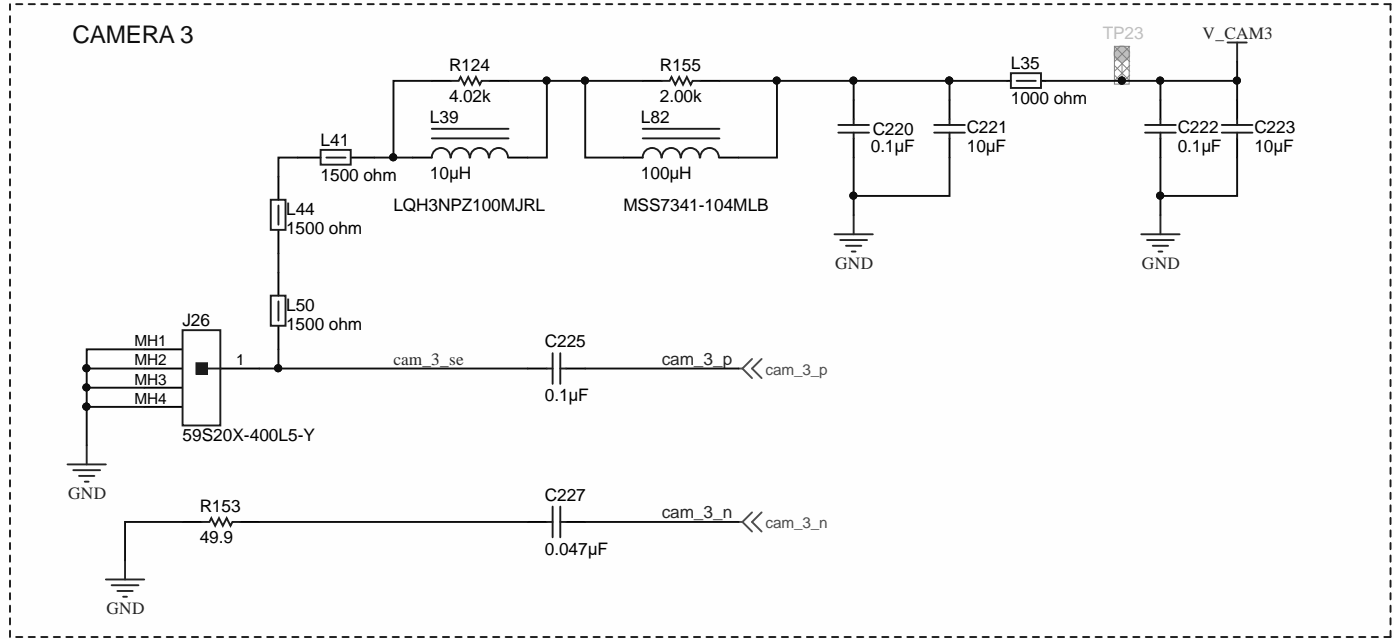 CAMERA 3
TP23
V_CAM3
R124
4.02k
R155
2.00k
L35
1000 ohm
L39
10µH
LQH3NPZ100MJRL
L82
100µH
MSS7341-104MLB
L41
1500 ohm
C220
0.1µF
C221
10µF
C222
0.1µF
C223
10µF
GND
GND
L44
1500 ohm
L50
1500 ohm
J26
MH1
MH2
MH3
MH4
1
59S20X-400L5-Y
cam_3_se
C225
0.1µF
cam_3_p
cam_3_p
GND
R153
49.9
C227
0.047µF
cam_3_n
cam_3_n
GND